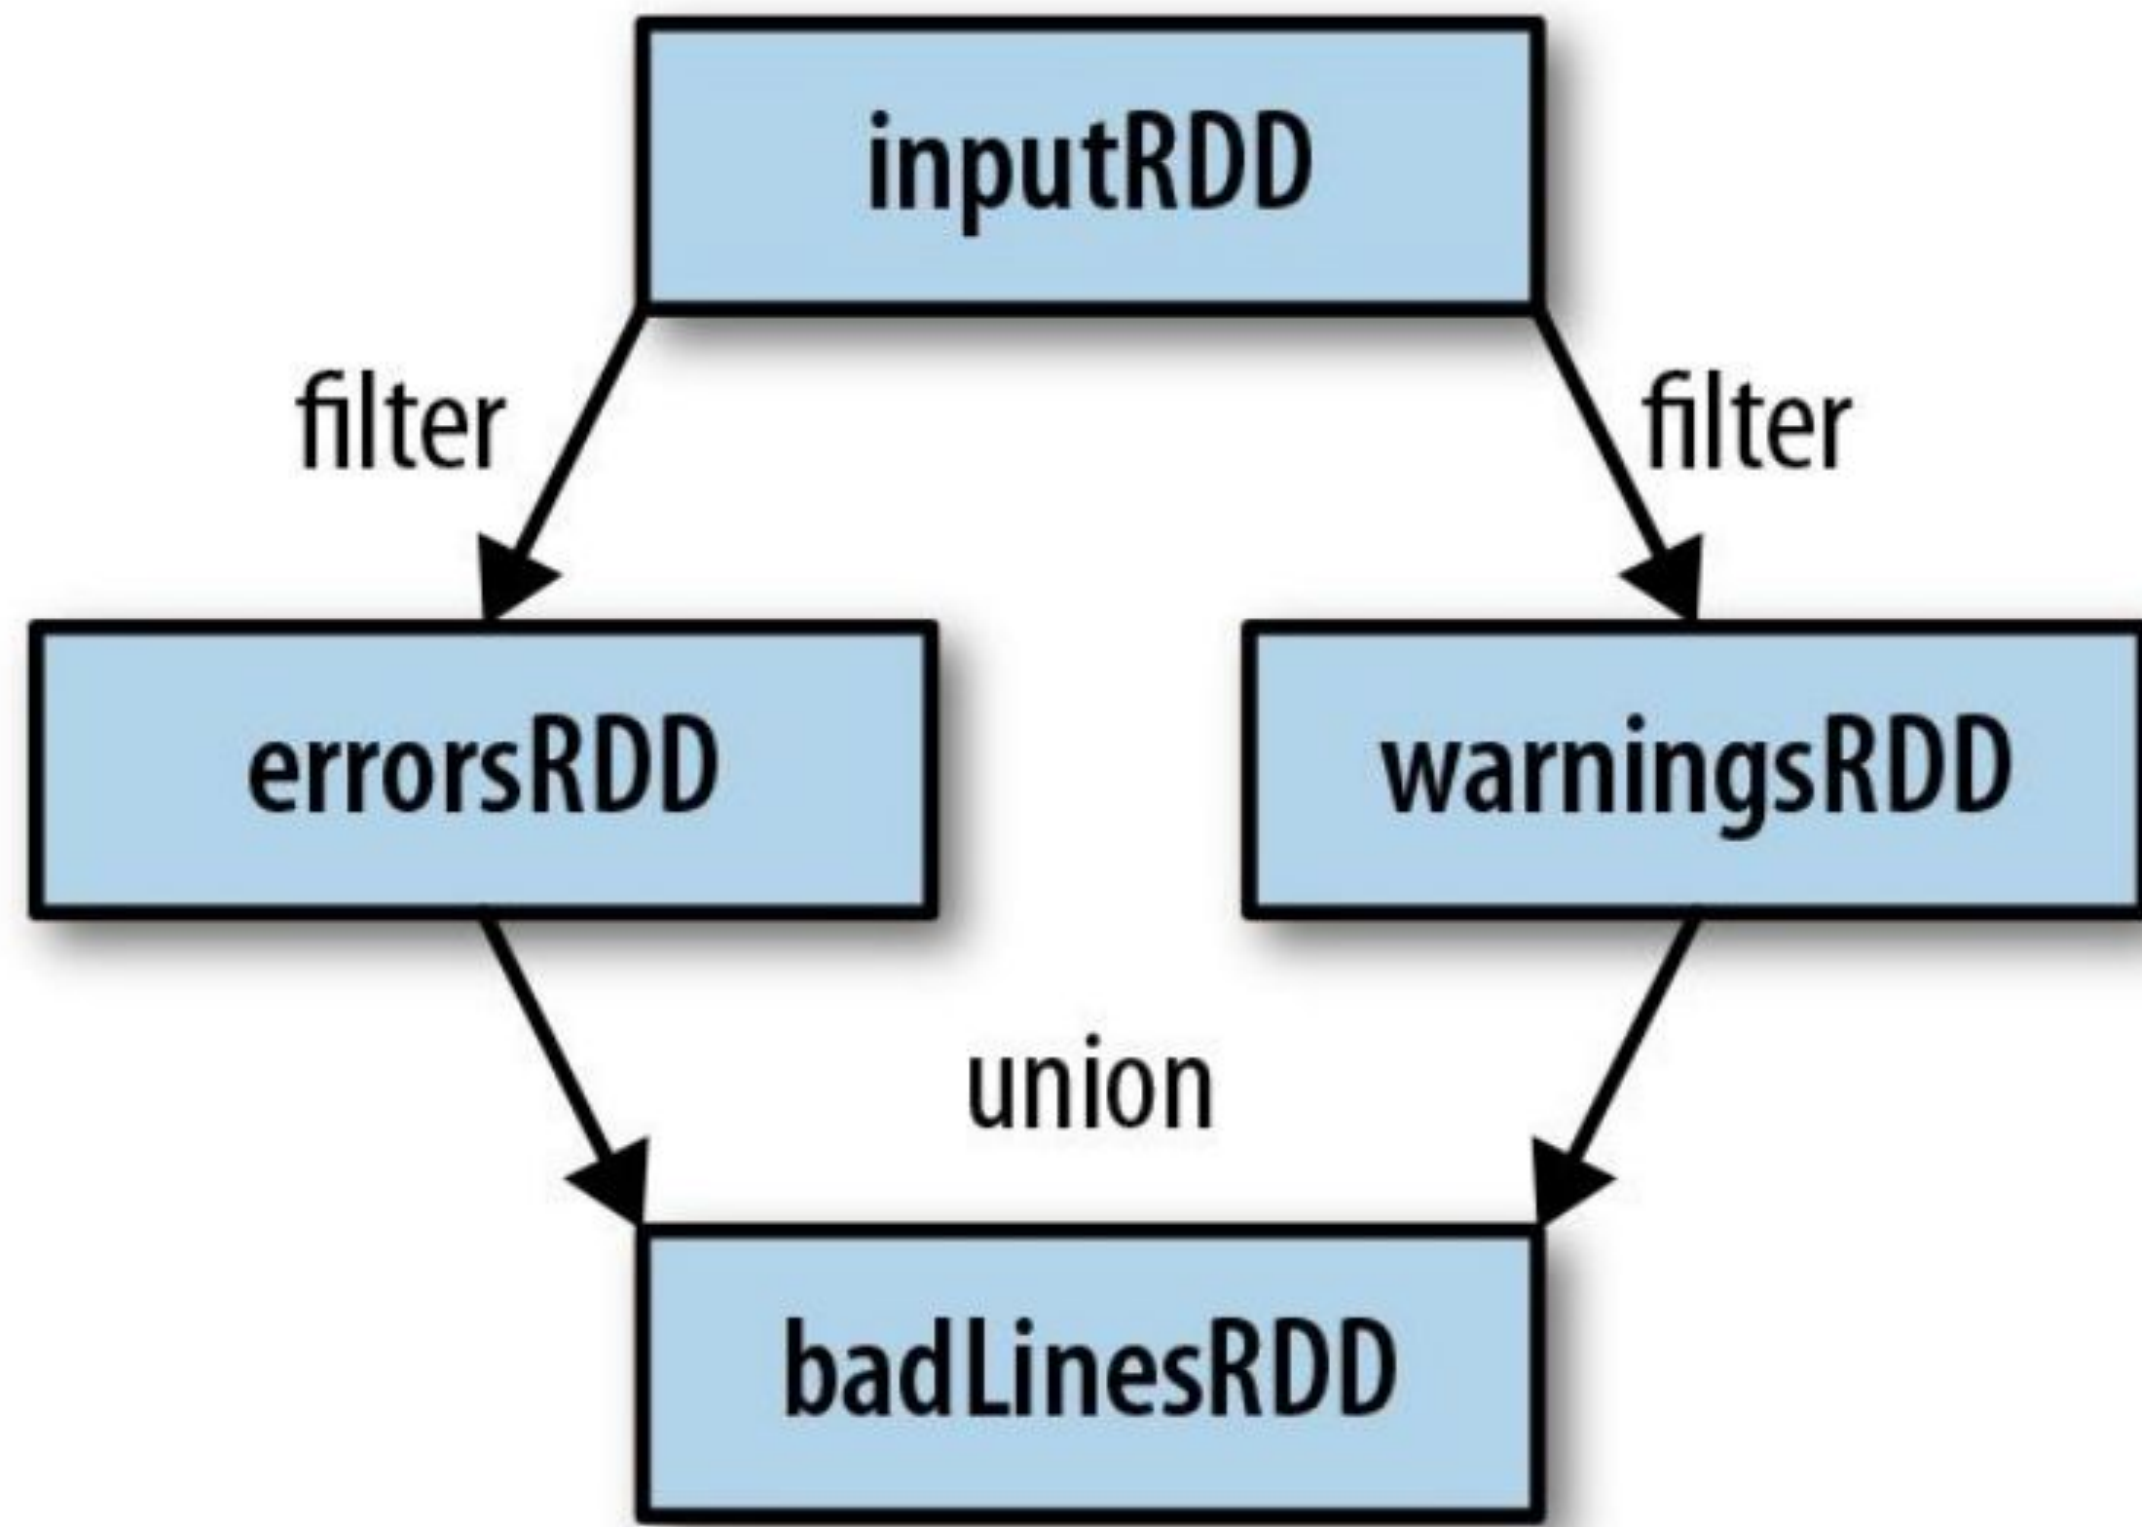 inputRDD
filter
filter
errorsRDD
warningsRDD
union
badLinesRDD